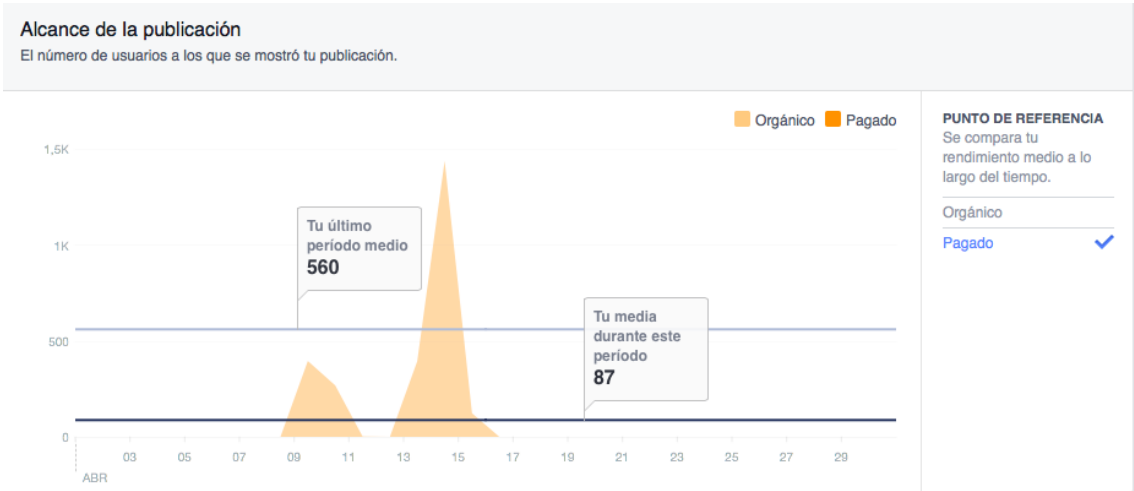 Alcance de la publicación
El número de usuarios a los que se mostró tu publicación.
Orgánico Pagado
1,5K
1K
500
0
Tu último
período medio
560
Tu media
durante este
período
87
03 05 07 09 11 13 15 17 19 21 23 25 27 29
ABR
PUNTO DE REFERENCIA
Se compara tu
rendimiento medio a lo
largo del tiempo.
Orgánico
Pagado